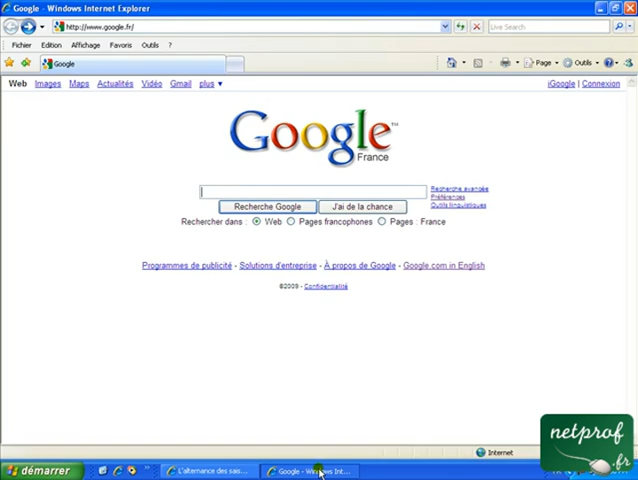 Google - Windows Internet Explorer
http://www.google.fr/
Live Search
Fichier Edition Affichage Favoris Outils ?
Google
Page Outils
Web Images Maps Actualités Vidéo Gmail plus ▼
iGoogle | Connexion
Google™
France
Recherche avancée
Préférences
Outils linguistiques
Recherche Google J'ai de la chance
Rechercher dans : Web Pages francophones Pages : France
Programmes de publicité - Solutions d'entreprise - À propos de Google - Google.com in English
©2009 - Confidentialité
Internet
netprof
.fr
démarrer
L'alternance des sais...
Google - Windows Int...